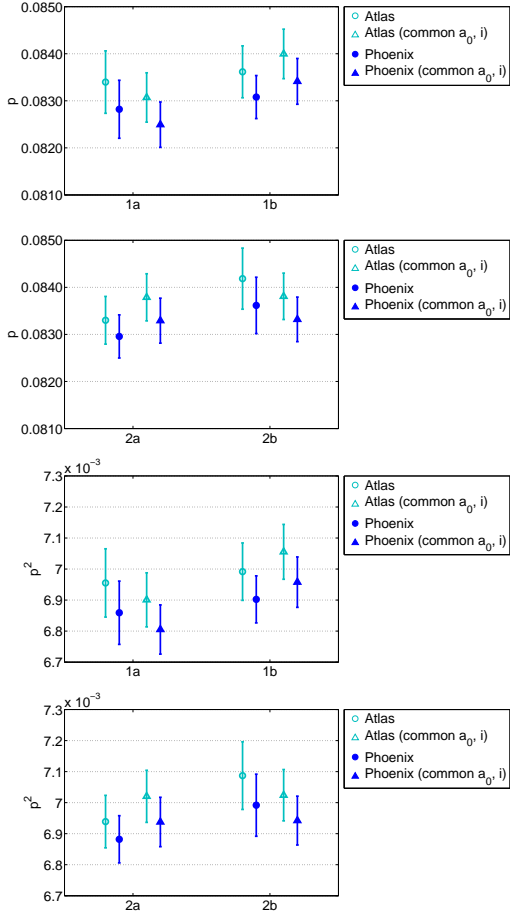 0.0850
0.0840
0.0830
0.0820
0.0810
p
1a
1b
Atlas
Atlas (common a0, i)
Phoenix
Phoenix (common a0, i)
0.0850
0.0840
0.0830
0.0820
0.0810
p
2a
2b
Atlas
Atlas (common a0, i)
Phoenix
Phoenix (common a0, i)
x 10−3
7.3
7.2
7.1
7
6.9
6.8
6.7
p2
1a
1b
Atlas
Atlas (common a0, i)
Phoenix
Phoenix (common a0, i)
x 10−3
7.3
7.2
7.1
7
6.9
6.8
6.7
p2
2a
2b
Atlas
Atlas (common a0, i)
Phoenix
Phoenix (common a0, i)